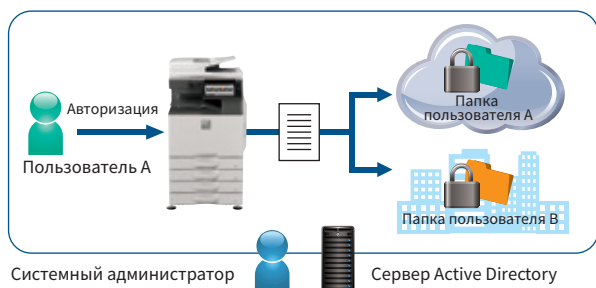 Авторизация
Пользователь А
Папка
пользователя А
Папка пользователя В
Системный администратор
Сервер Active Directory